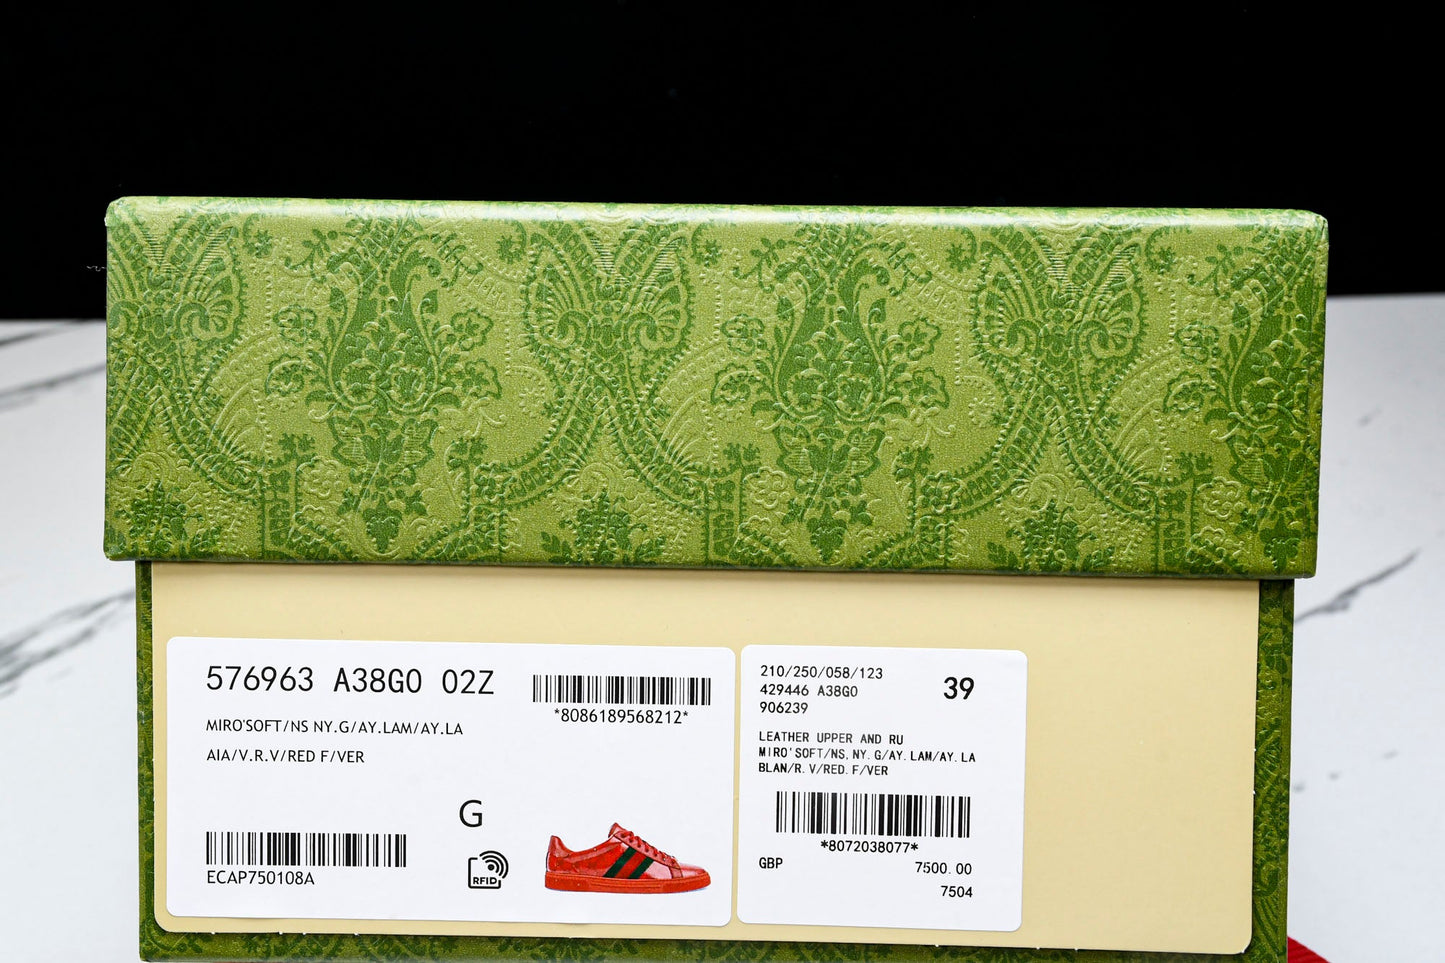 576963 A38G0 02Z
*8086189568212*
MIRO'SOFT/NS NY.G/AY.LAM/AY.LA
AIA/V.R.V/RED F/VER
G
ECAP750108A
RFID
210/250/058/123
39
429446 A38G0
906239
LEATHER UPPER AND RU
MIRO'SOFT/NS,NY.G/AY.LAM/AY.LA
BLAN/R.V/RED.F/VER
*8072038077*
GBP
7500.00
7504